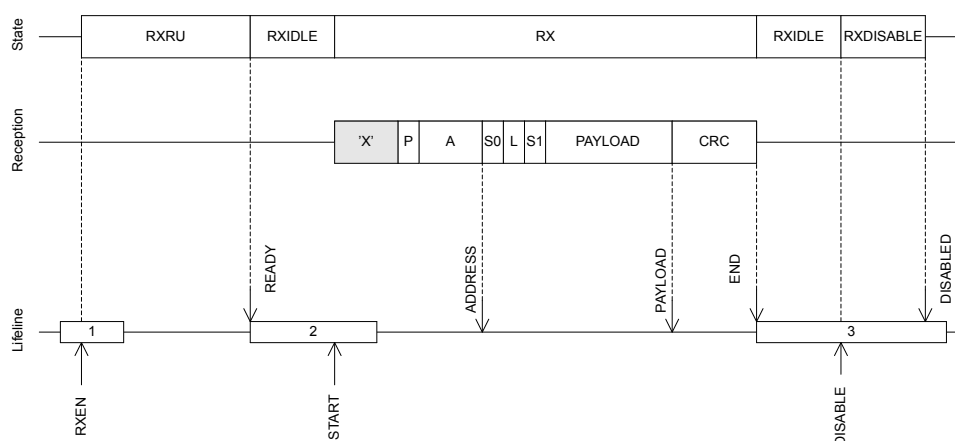 State
RXRU
RXIDLE
RX
RXIDLE
RXDISABLE
Reception
'X'
P
A
S0
L
S1
PAYLOAD
CRC
READY
ADDRESS
PAYLOAD
END
DISABLED
Lifeline
1
2
3
RXEN
START
DISABLE